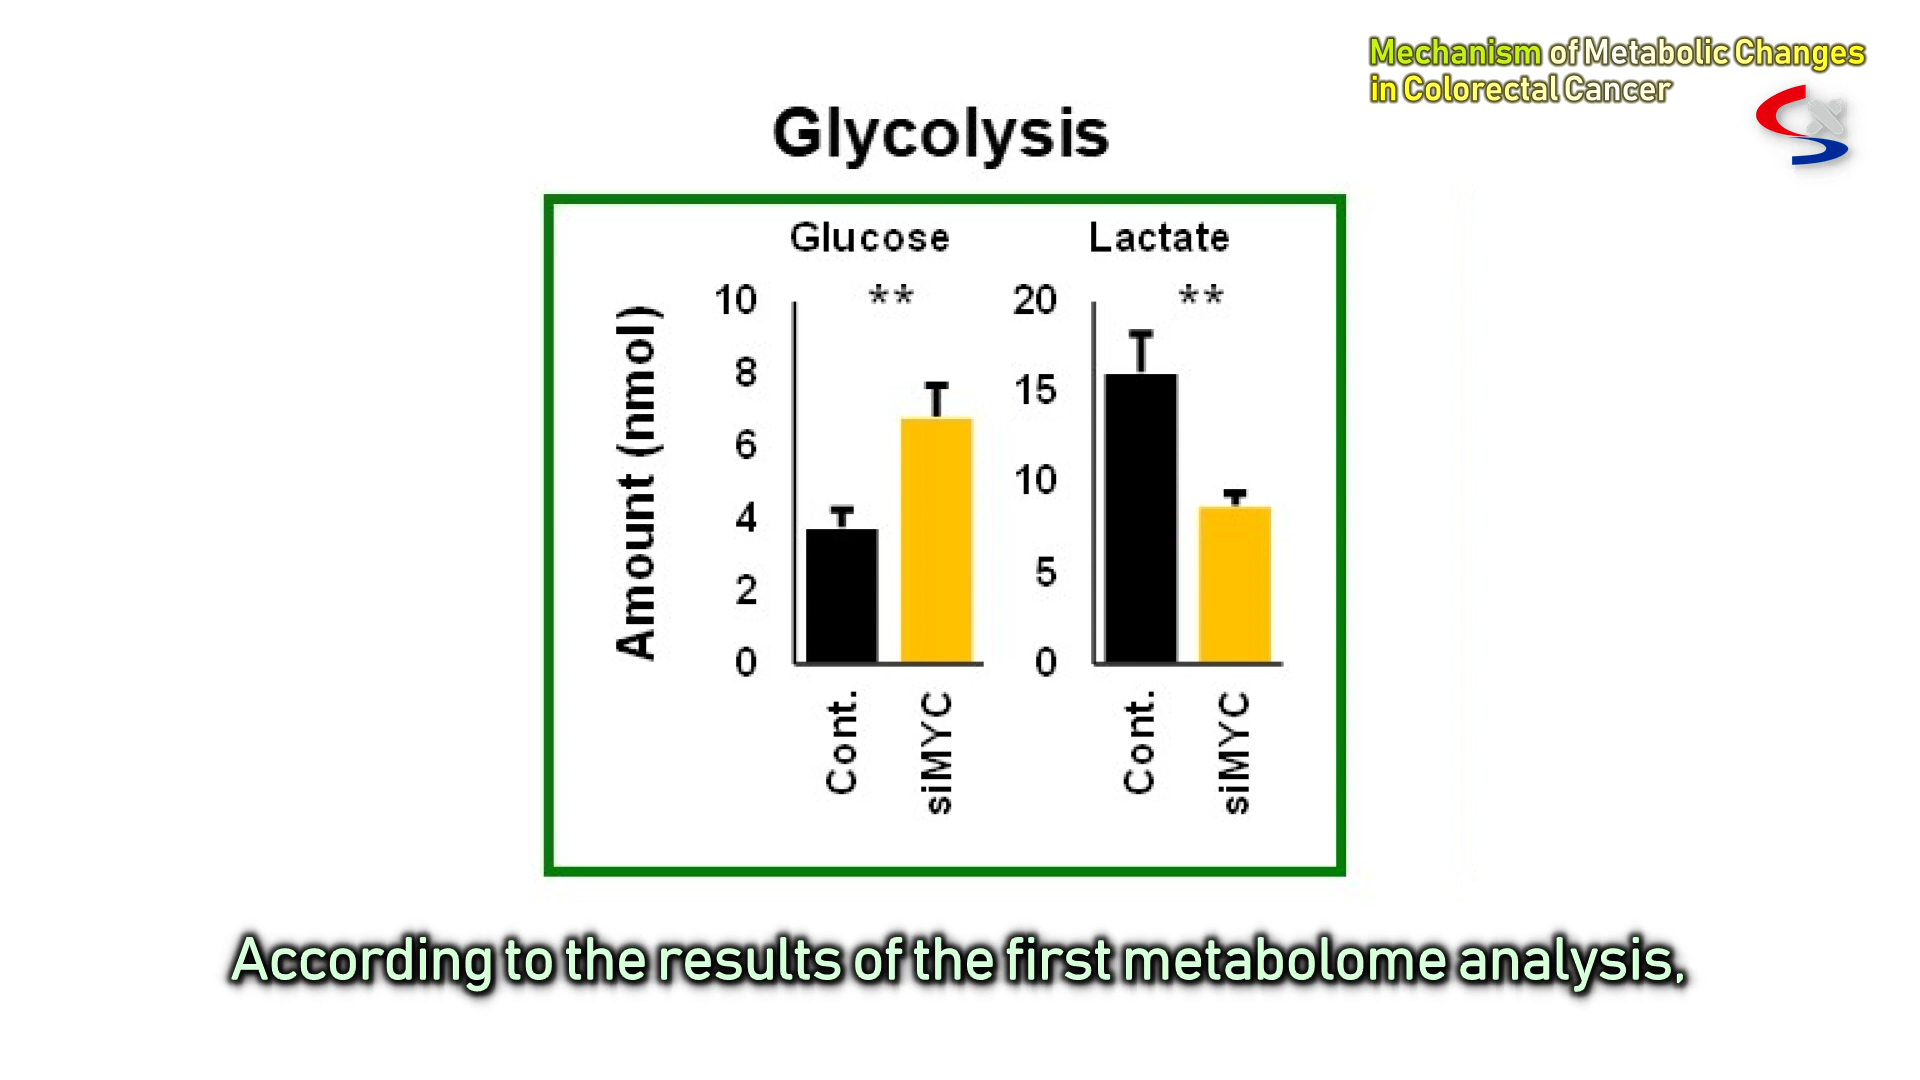 Mechanism of Metabolic Changes
in Colorectal Cancer
Glycolysis
Glucose
Lactate
Amount (nmol)
10
8
6
4
2
0
**
Cont.
siMYC
20
15
10
5
0
**
Cont.
siMYC
According to the results of the first metabolome analysis,